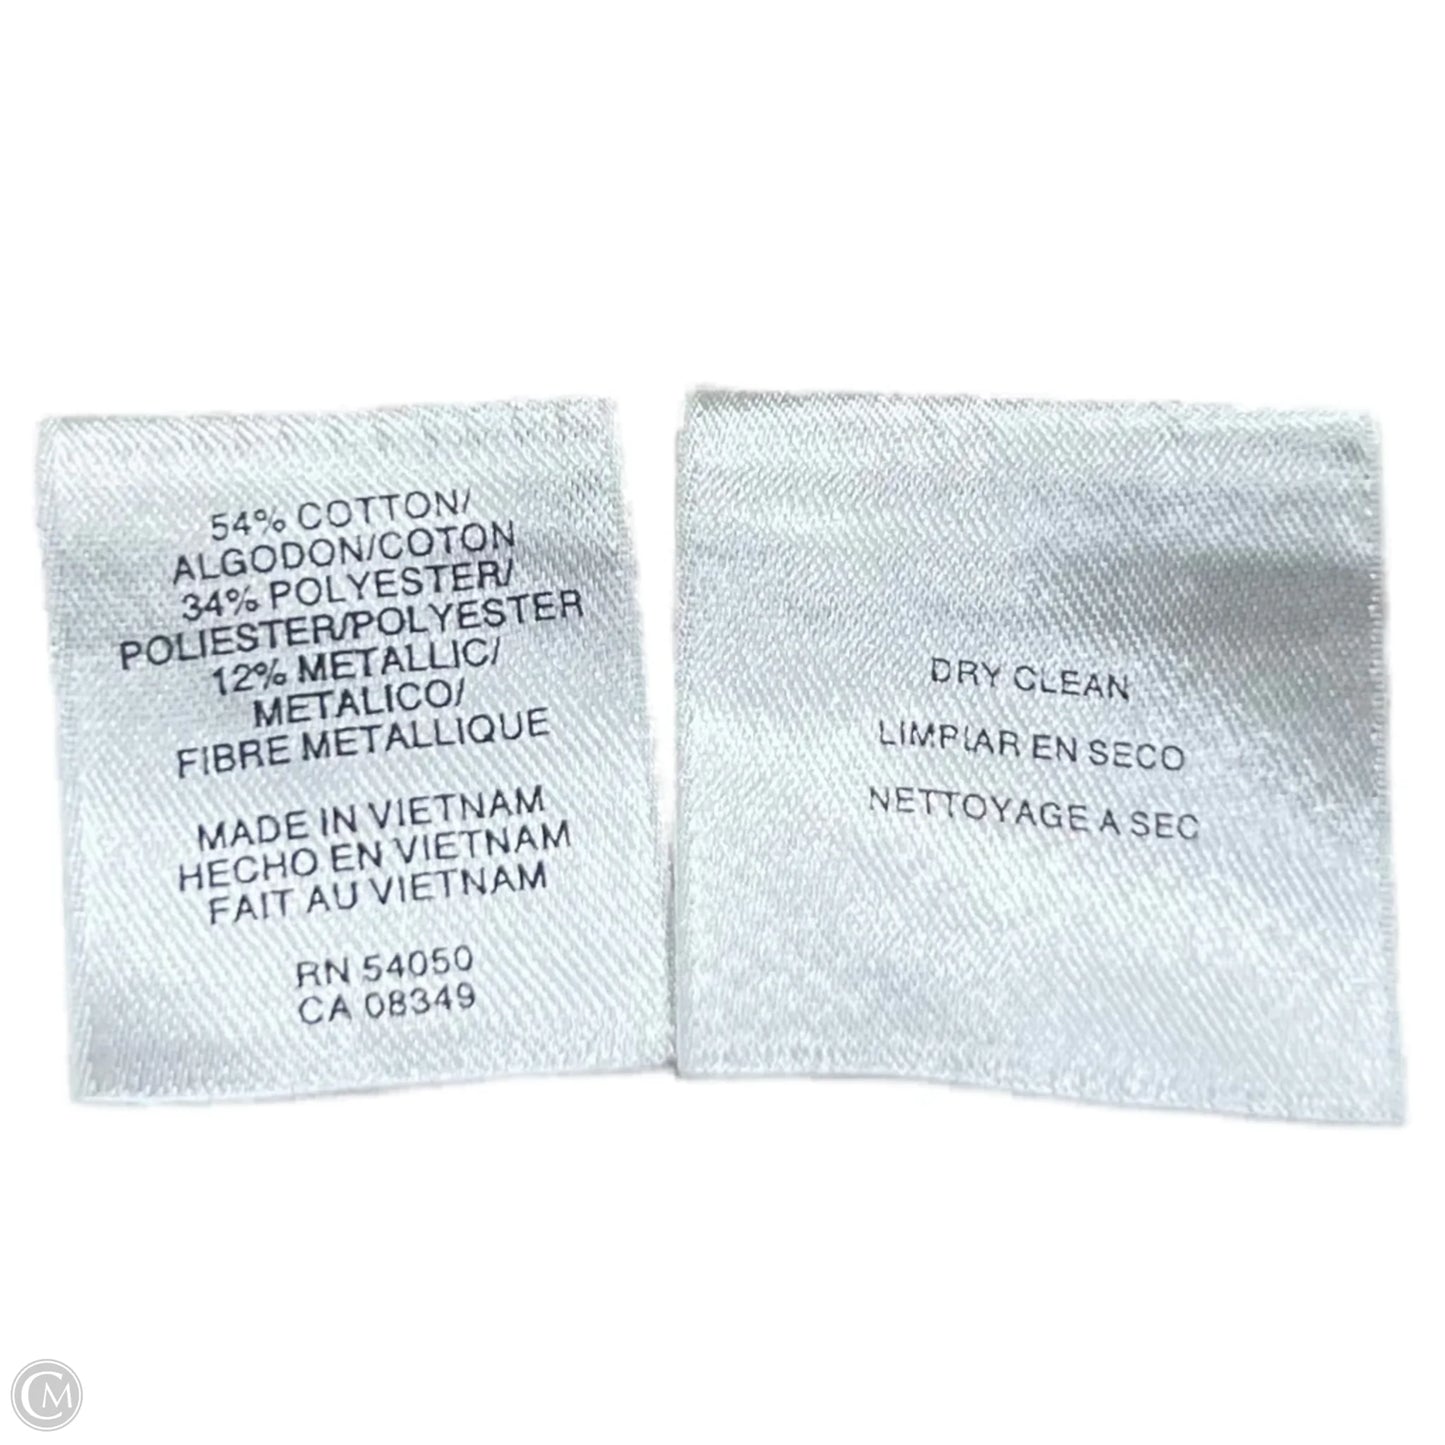 54% COTTON/
ALGODON/COTON
34% POLYESTER/
POLIESTER/POLYESTER
12% METALLIC/
METALICO/
FIBRE METALLIQUE
MADE IN VIETNAM
HECHO EN VIETNAM
FAIT AU VIETNAM
RN 54050
CA 08349
DRY CLEAN
LIMPIAR EN SECO
NETTOYAGE A SEC
CM